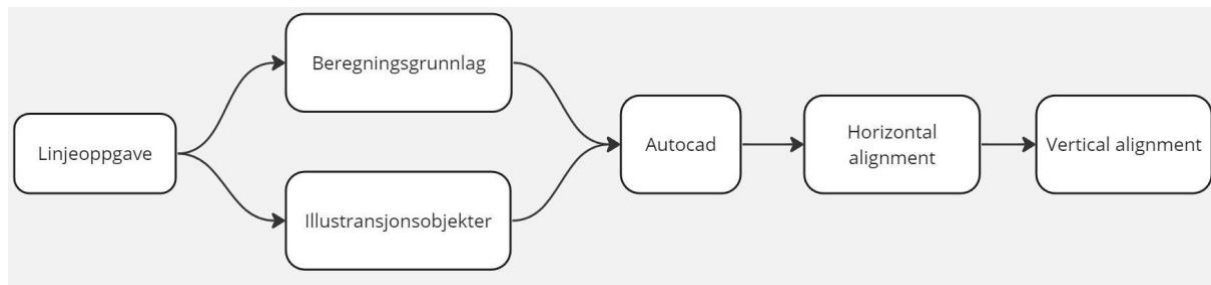 Linjeoppgave
Beregningsgrunnlag
Illustransjonsobjekter
Autocad
Horizontal
alignment
Vertical alignment